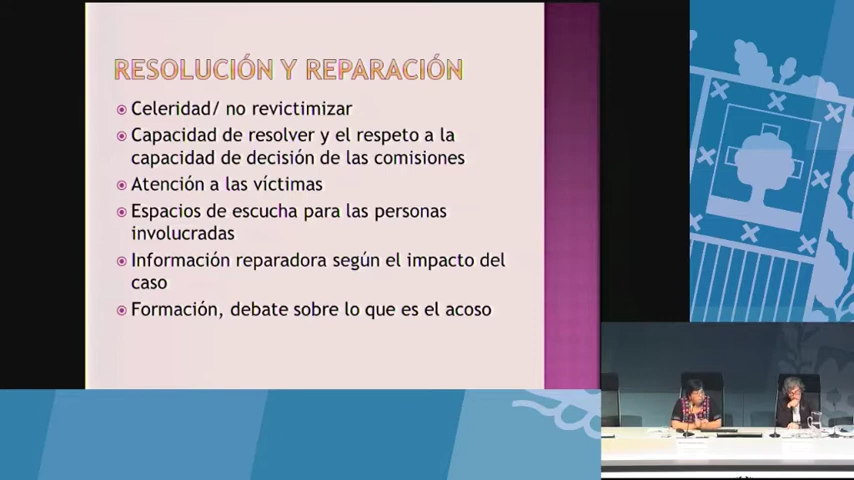 RESOLUCIÓN Y REPARACIÓN
Celeridad/ no revictimizar
Capacidad de resolver y el respeto a la
capacidad de decisión de las comisiones
Atención a las víctimas
Espacios de escucha para las personas
involucradas
Información reparadora según el impacto del
caso
Formación, debate sobre lo que es el acoso